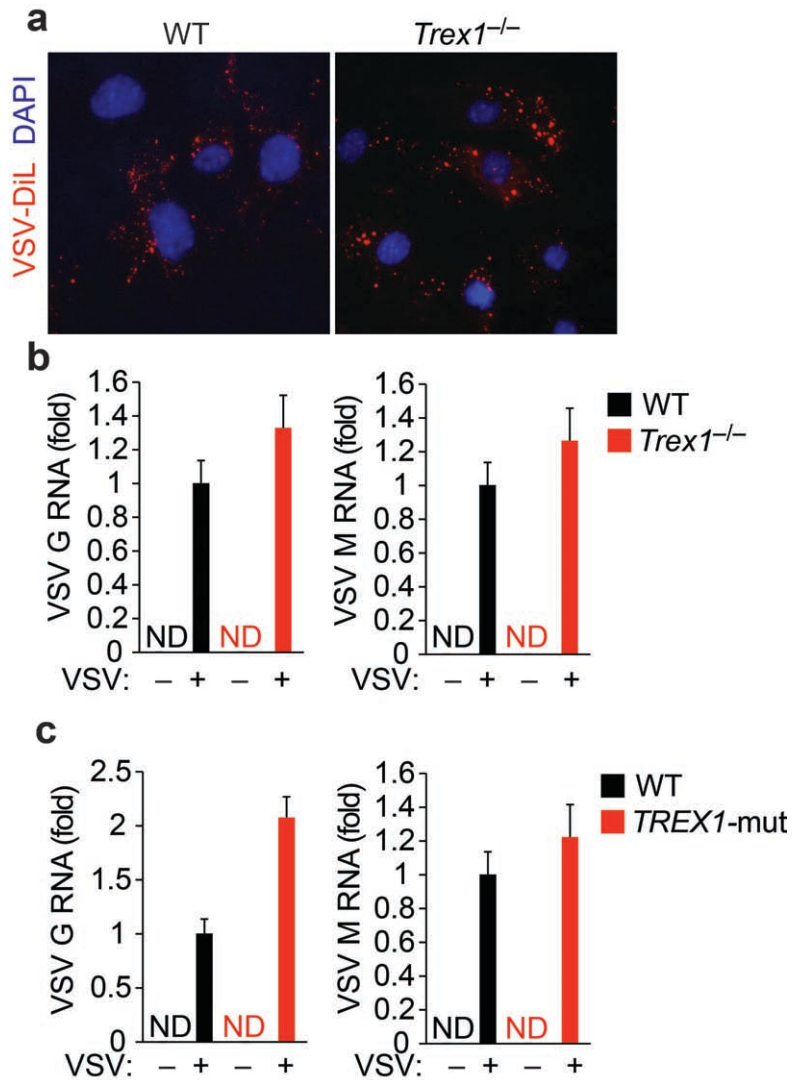 a
WT Trex1–/–
VSV-DiL DAPI
b
VSV G RNA (fold)
1.6
1.4
1.2
1
0.8
0.6
0.4
0.2
0
ND ND
VSV: – + – +
VSV M RNA (fold)
1.6
1.4
1.2
1
0.8
0.6
0.4
0.2
0
ND ND
– + – +
WT
Trex1–/–
c
VSV G RNA (fold)
2.5
2
1.5
1
0.5
0
ND ND
VSV: – + – +
VSV M RNA (fold)
1.6
1.4
1.2
1
0.8
0.6
0.4
0.2
0
ND ND
VSV: – + – +
WT
TREX1-mut